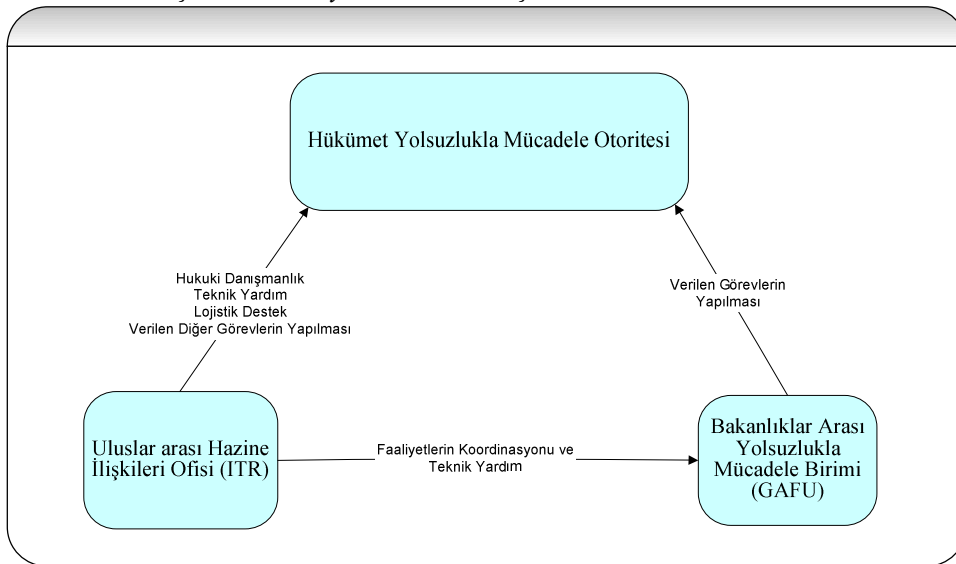 Hükümet Yolsuzlukla Mücadele Otoritesi
Hukuki Danışmanlık
Teknik Yardım
Lojistik Destek
Verilen Diğer Görevlerin Yapılması
Verilen Görevlerin
Yapılması
Uluslar arası Hazine
İlişkileri Ofisi (ITR)
Faaliyetlerin Koordinasyonu ve
Teknik Yardım
Bakanlıklar Arası
Yolsuzlukla
Mücadele Birimi
(GAFU)